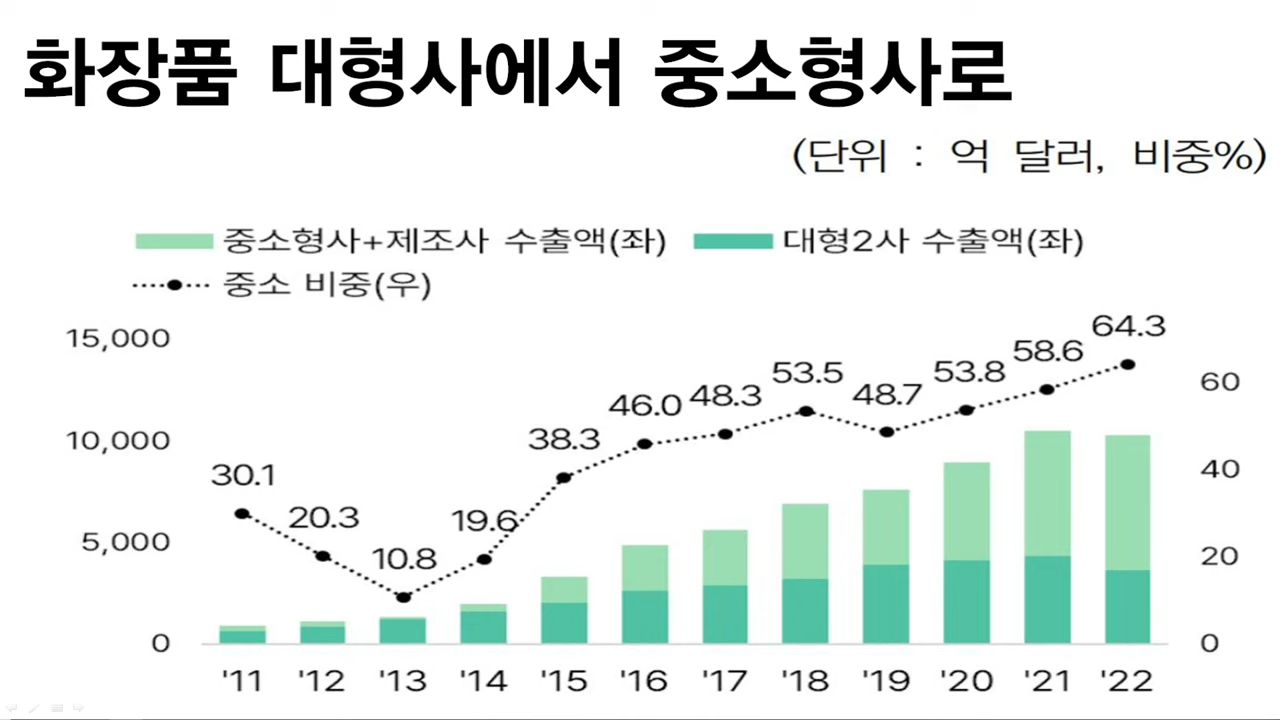 화장품 대형사에서 중소형사로
(단위 : 억 달러, 비중%)
중소형사+제조사 수출액(좌) 대형2사 수출액(좌)
중소 비중(우)
15,000
10,000
5,000
0
30.1 20.3 10.8 19.6 38.3 46.0 48.3 53.5 48.7 53.8 58.6 64.3
60
40
20
0
'11 '12 '13 '14 '15 '16 '17 '18 '19 '20 '21 '22